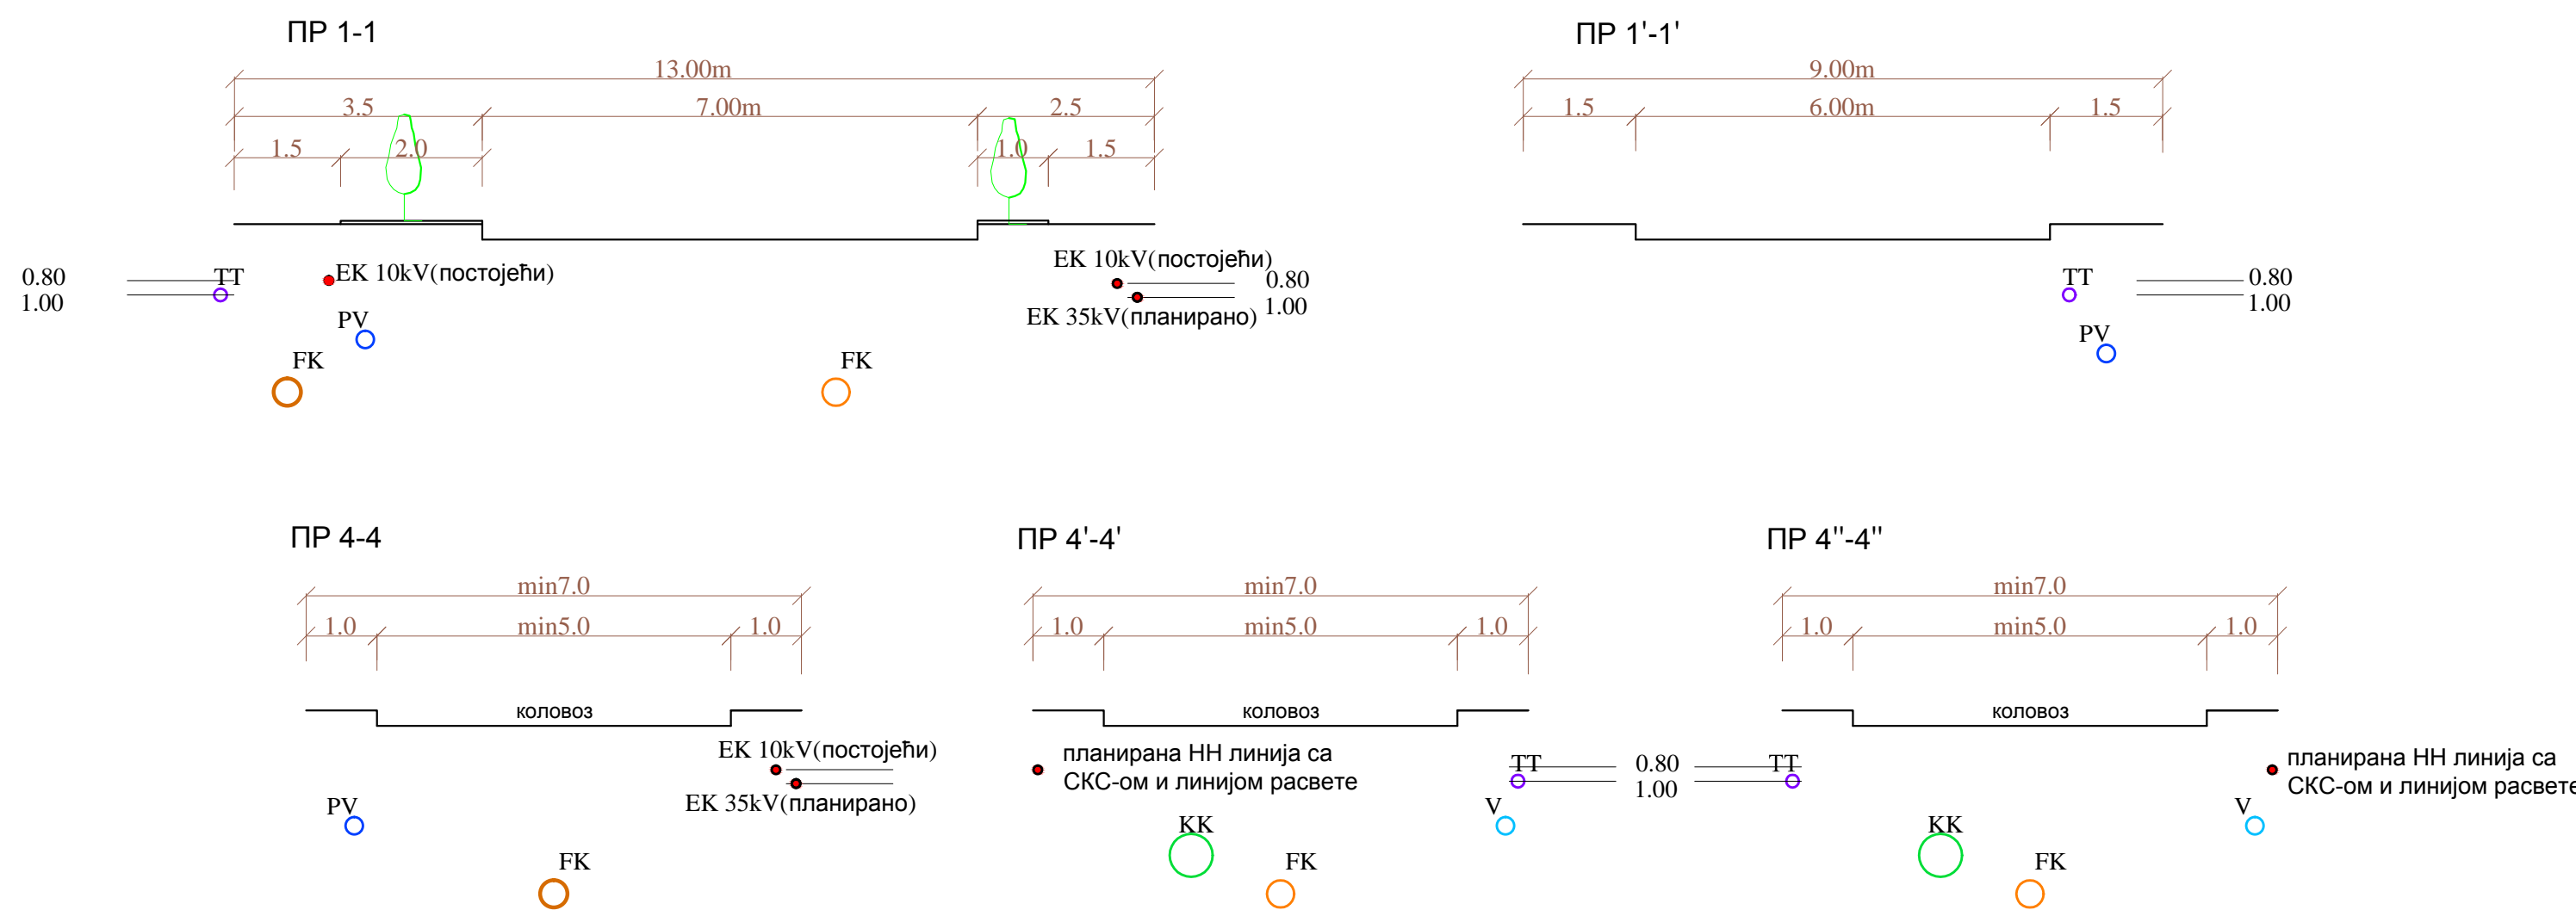 ПР 1-1
13.00m
3.5 7.00m 2.5
1.5 2.0 1.0 1.5
0.80
1.00
TT
EK 10kV(постојећи)
PV
FK
FK
EK 10kV(постојећи)
0.80
EK 35kV(планирано)
1.00
ПР 1'-1'
9.00m
1.5 6.00m 1.5
TT
0.80
1.00
PV
ПР 4-4
min7.0
1.0 min5.0 1.0
коловоз
EK 10kV(постојећи)
EK 35kV(планирано)
PV
FK
ПР 4'-4'
min7.0
1.0 min5.0 1.0
коловоз
планирана НН линија са
СКС-ом и линијом расвете
TT
0.80
1.00
V
KK
FK
ПР 4''-4''
min7.0
1.0 min5.0 1.0
коловоз
TT
планирана НН линија са
СКС-ом и линијом расвете
V
KK
FK